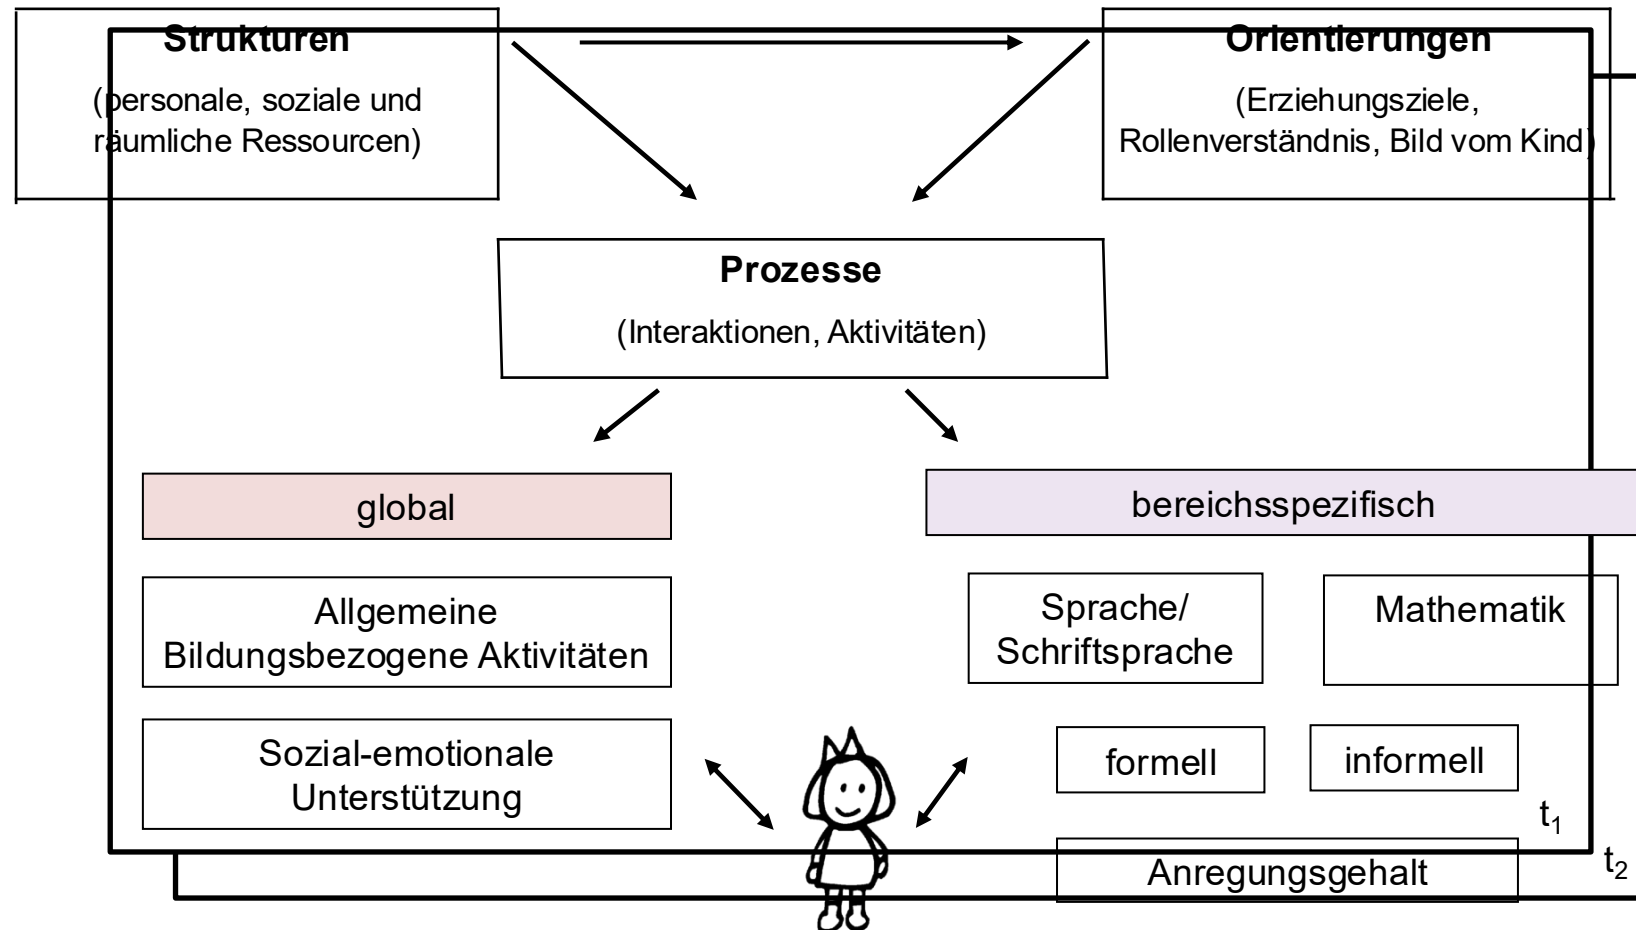 Strukturen
(personale, soziale und
räumliche Ressourcen)
Orientierungen
(Erziehungsziele,
Rollenverständnis, Bild vom Kind)
Prozesse
(Interaktionen, Aktivitäten)
global
bereichsspezifisch
Allgemeine
Bildungsbezogene Aktivitäten
Sprache/
Schriftsprache
Mathematik
Sozial-emotionale
Unterstützung
formell
informell
t₁
Anregungsgehalt
t₂